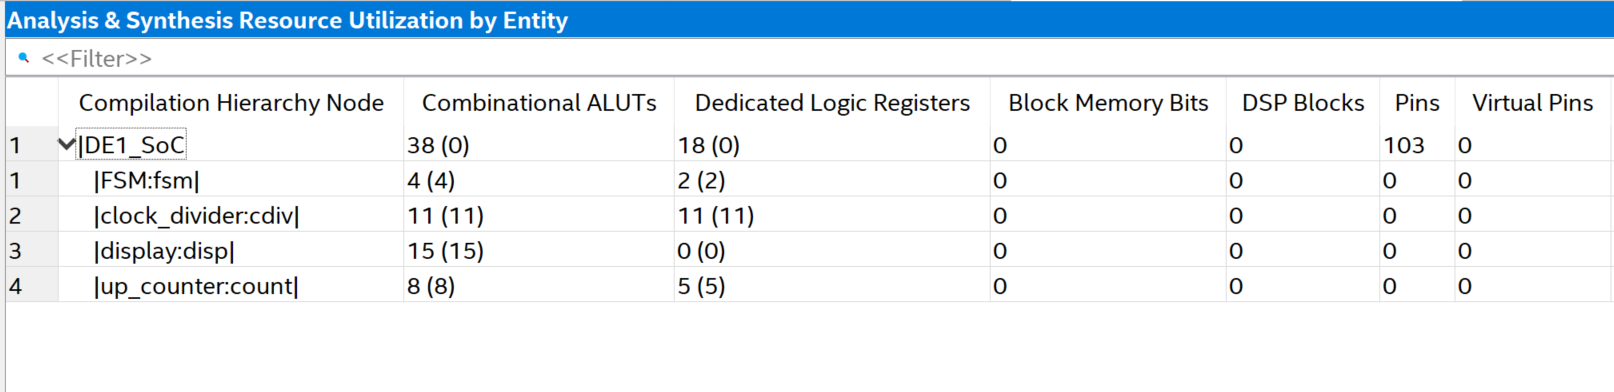 Analysis & Synthesis Resource Utilization by Entity
<<Filter>>
Compilation Hierarchy Node Combinational ALUTs Dedicated Logic Registers Block Memory Bits DSP Blocks Pins Virtual Pins
1 |DE1_SoC 38 (0) 18 (0) 0 0 103 0
1 |FSM:fsm| 4 (4) 2 (2) 0 0 0 0
2 |clock_divider:cdiv| 11 (11) 11 (11) 0 0 0 0
3 |display:disp| 15 (15) 0 (0) 0 0 0 0
4 |up_counter:count| 8 (8) 5 (5) 0 0 0 0